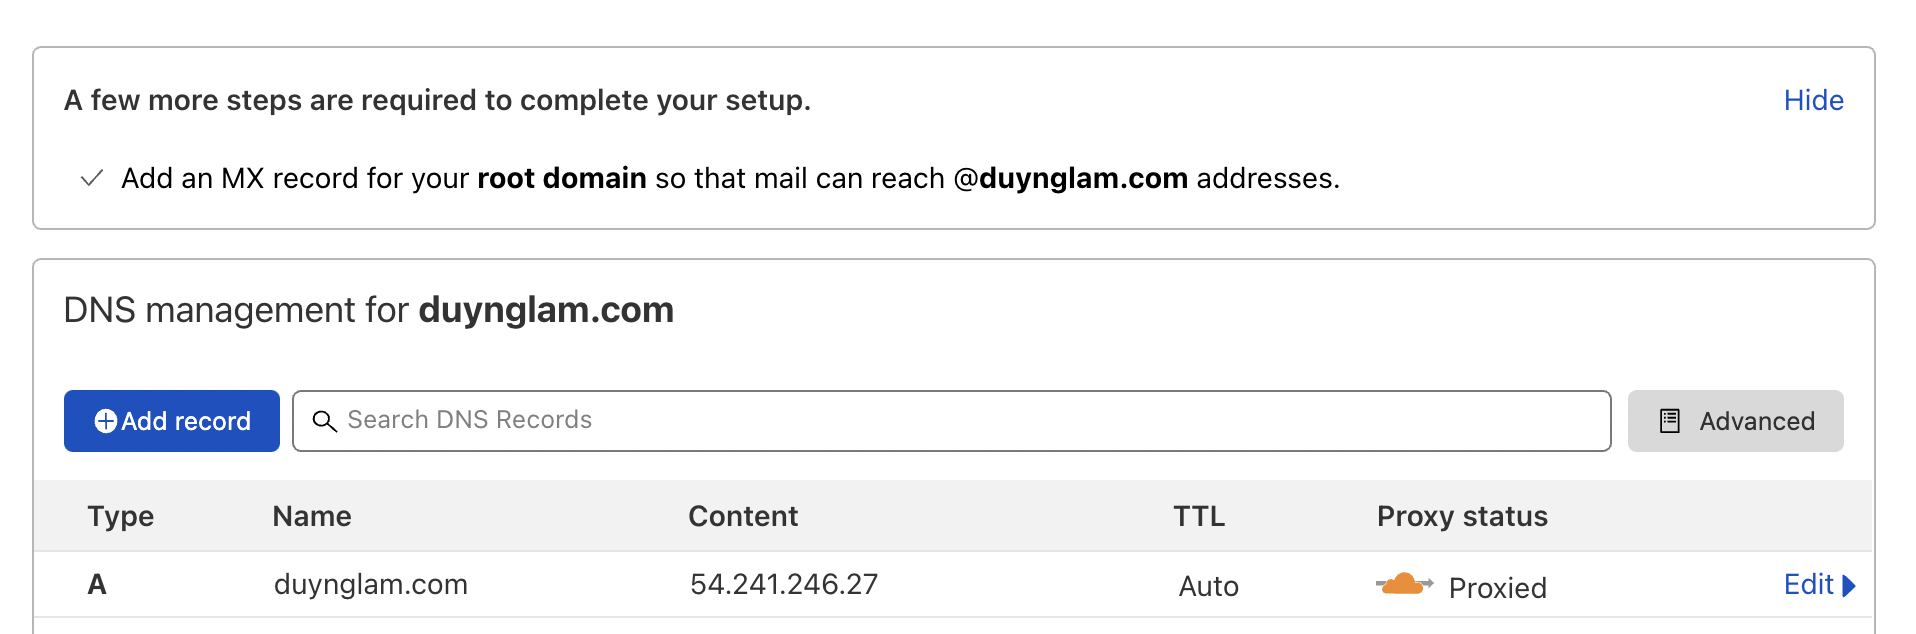 A few more steps are required to complete your setup.
Hide
Add an MX record for your root domain so that mail can reach @duynglam.com addresses.
DNS management for duynglam.com
Add record
Search DNS Records
Advanced
Type Name Content TTL Proxy status
A duynglam.com 54.241.246.27 Auto Proxied Edit